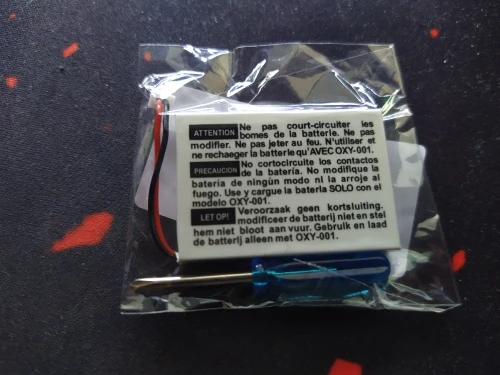 ATTENTION Ne pas court-circuiter les
bornes de la batterie. Ne pas
modifier. Ne pas jeter au feu. N'utiliser et
ne rechaeger la batterie qu'AVEC OXY-001.
PRECAUCION No cortocircuite los contactos
de la batería. No modifique la
batería de ningún modo ni la arroje al
fuego. Use y cargue la batería SOLO con el
modelo OXY-001.
LET OP! Veroorzaak geen kortsluiting.
modificeer de batterij niet en stel
hem niet bloot aan vuur. Gebruik en laad
de batterij alleen met OXY-001.